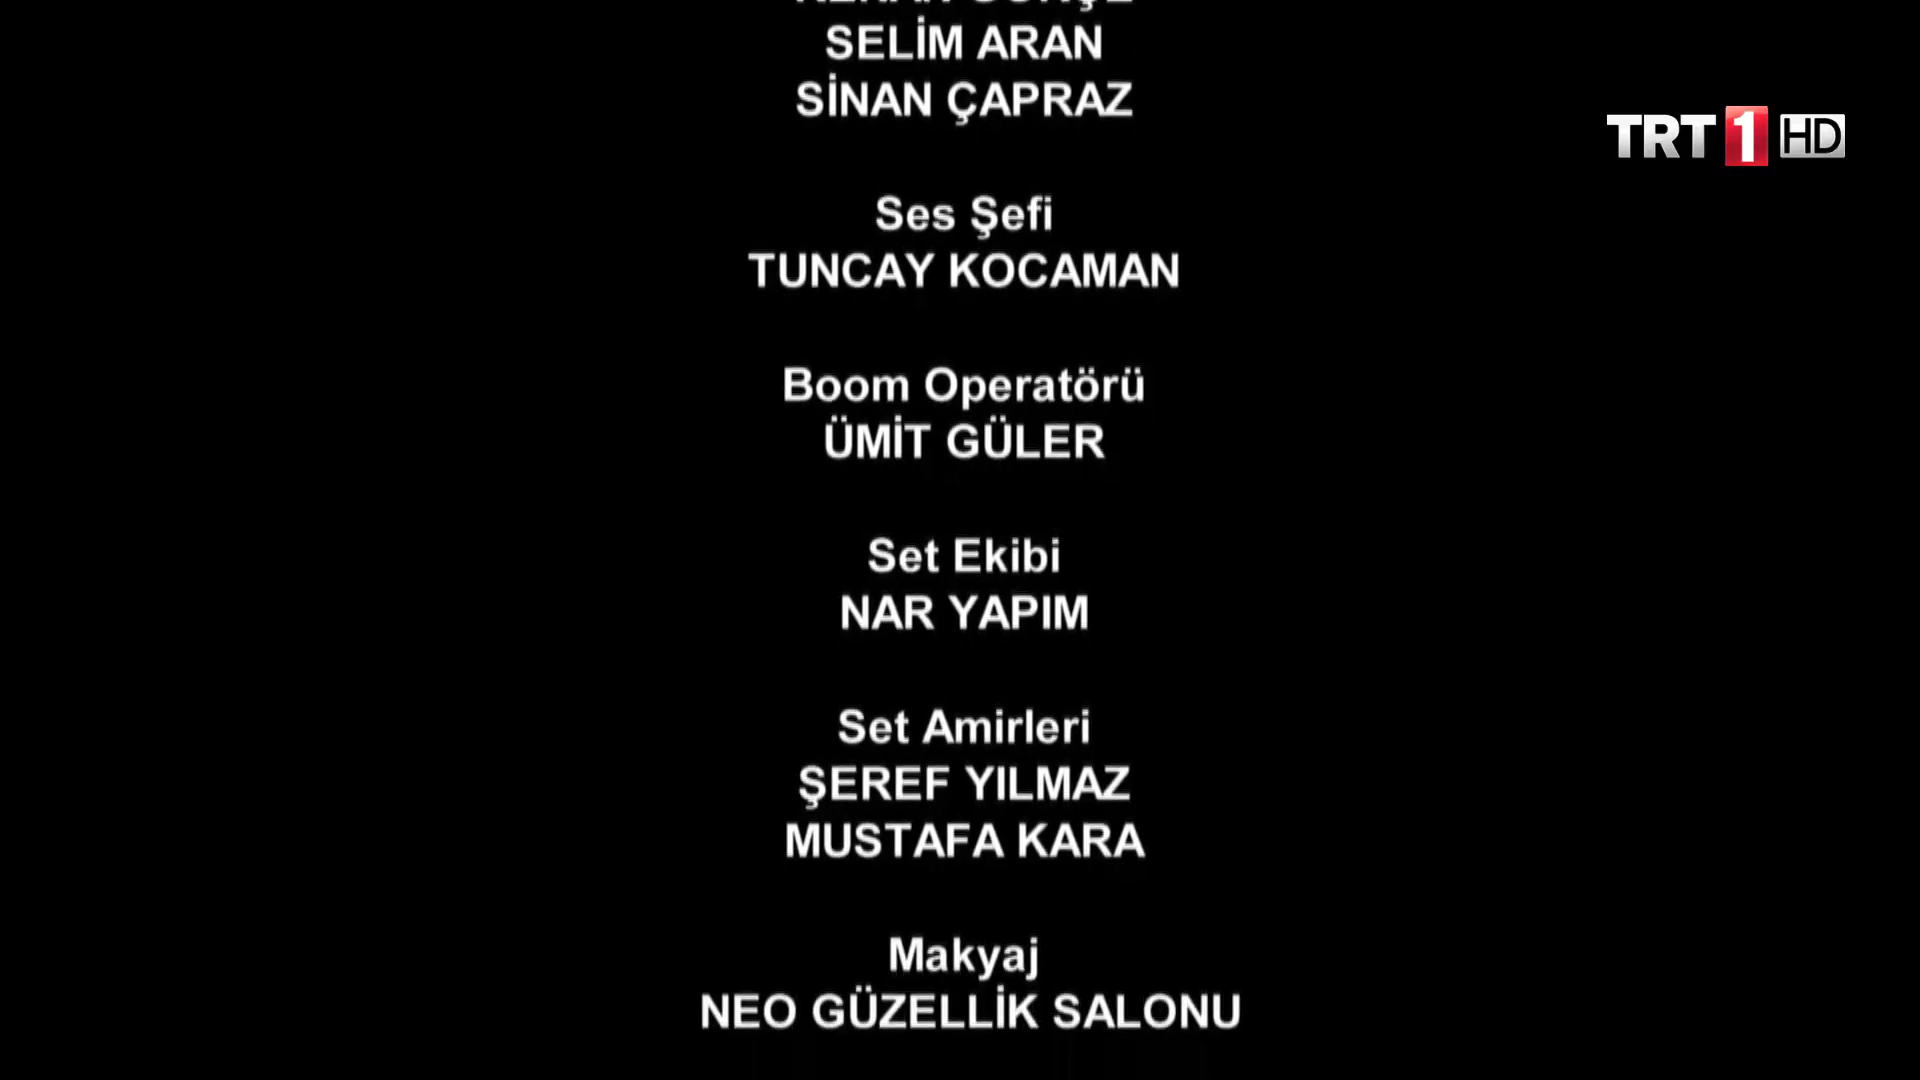 SELİM ARAN
SİNAN ÇAPRAZ
TRT 1 HD
Ses Şefi
TUNCAY KOCAMAN
Boom Operatörü
ÜMİT GÜLER
Set Ekibi
NAR YAPIM
Set Amirleri
ŞEREF YILMAZ
MUSTAFA KARA
Makyaj
NEO GÜZELLİK SALONU